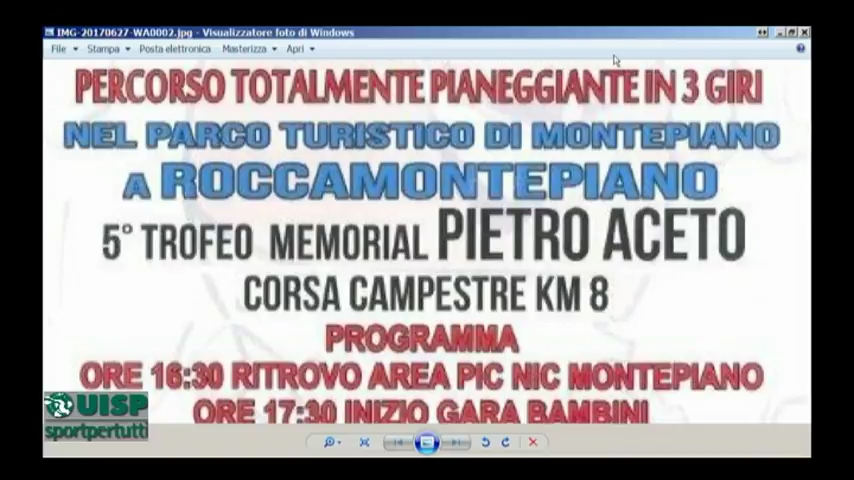 IMG-20170627-WA0002.jpg - Visualizzatore foto di Windows
File Stampa Posta elettronica Masterizza Apri
PERCORSO TOTALMENTE PIANEGGIANTE IN 3 GIRI
NEL PARCO TURISTICO DI MONTEPIANO
A ROCCAMONTEPIANO
5° TROFEO MEMORIAL PIETRO ACETO
CORSA CAMPESTRE KM 8
PROGRAMMA
ORE 16:30 RITROVO AREA PIC NIC MONTEPIANO
ORE 17:30 INIZIO GARA BAMBINI
UISP
sportpertutti